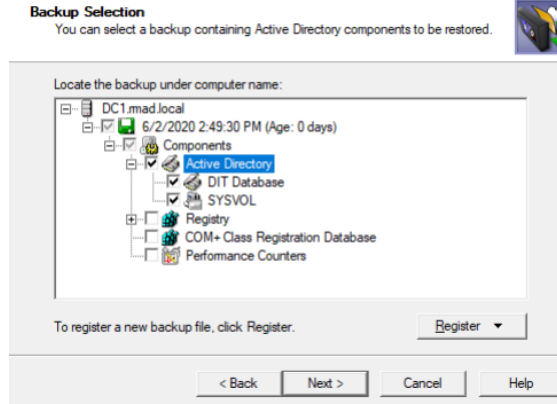 Backup Selection
You can select a backup containing Active Directory components to be restored.
Locate the backup under computer name:
DC1.mad.local
6/2/2020 2:49:30 PM (Age: 0 days)
Components
Active Directory
DIT Database
SYSVOL
Registry
COM+ Class Registration Database
Performance Counters
To register a new backup file, click Register.
Register
< Back Next > Cancel Help